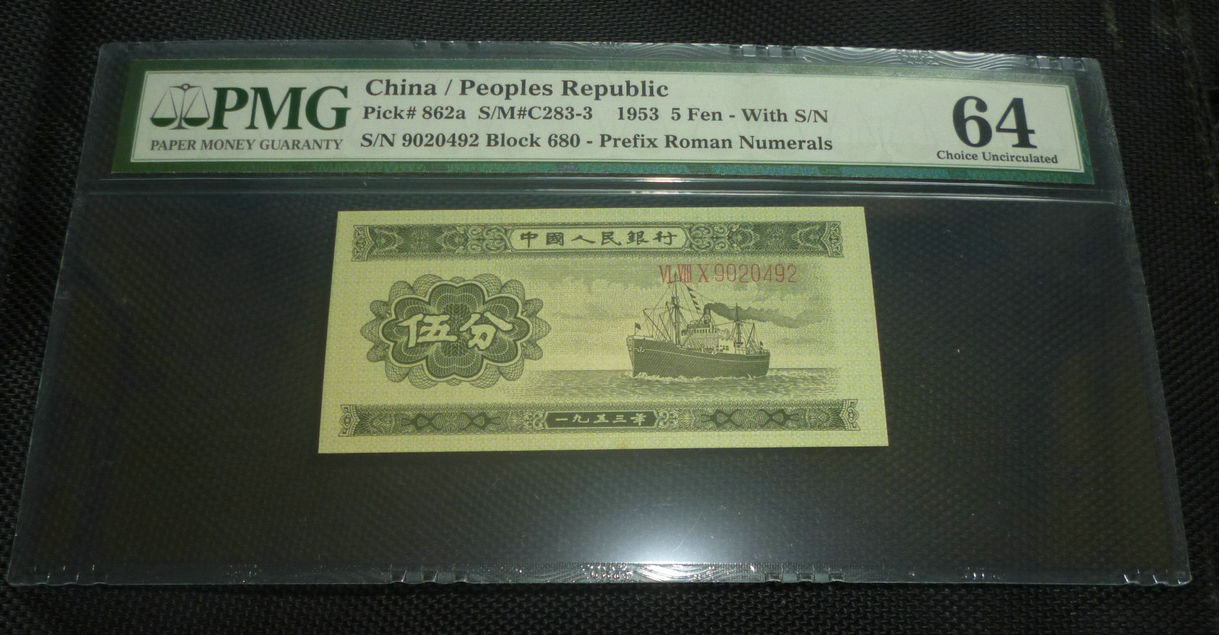 PMG
PAPER MONEY GUARANTY
China / Peoples Republic
Pick# 862a S/M#C283-3 1953 5 Fen - With S/N
S/N 9020492 Block 680 - Prefix Roman Numerals
64
Choice Uncirculated
中國人民銀行
VI VIII X 9020492
伍分
一九五三年